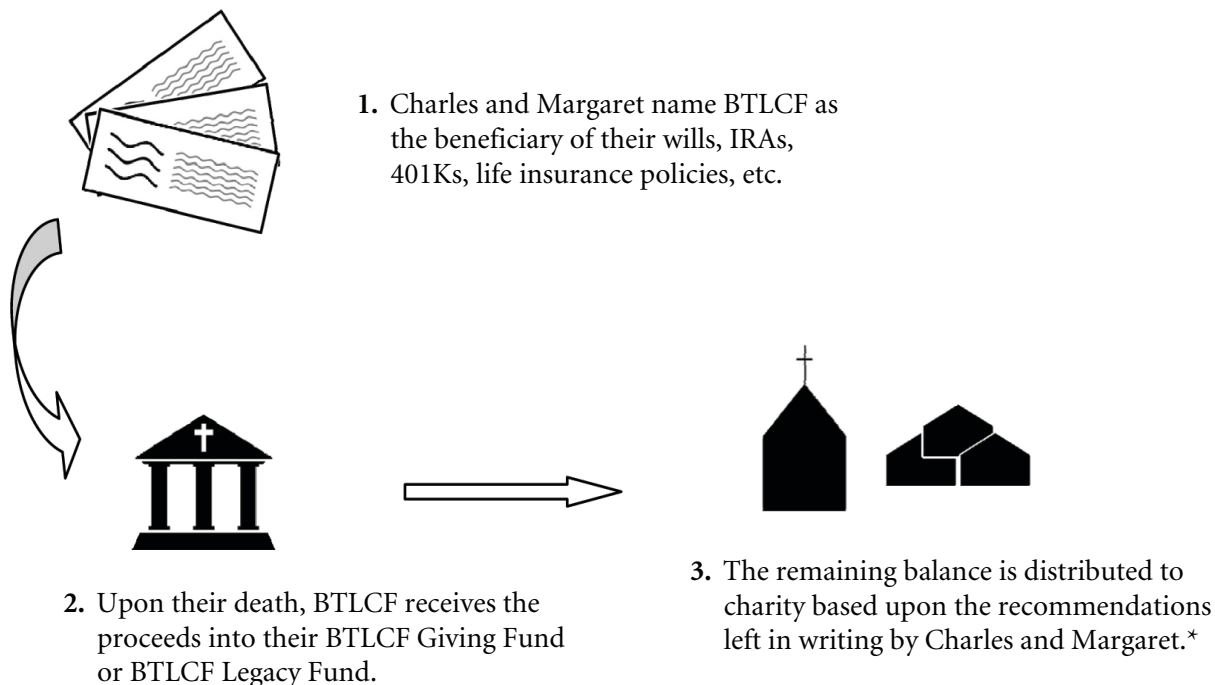 1. Charles and Margaret name BTLCF as
the beneficiary of their wills, IRAs,
401Ks, life insurance policies, etc.
2. Upon their death, BTLCF receives the
proceeds into their BTLCF Giving Fund
or BTLCF Legacy Fund.
3. The remaining balance is distributed to
charity based upon the recommendations
left in writing by Charles and Margaret.*